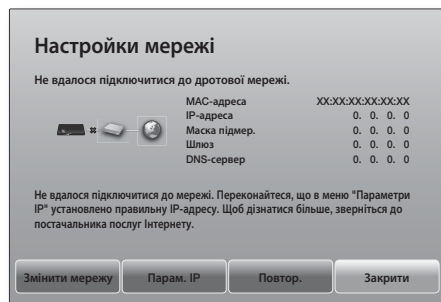 Настройки мережі
Не вдалося підключитися до дротової мережі.
MAC-адреса XX:XX:XX:XX:XX:XX
IP-адреса 0. 0. 0. 0
Маска підмер. 0. 0. 0. 0
Шлюз 0. 0. 0. 0
DNS-сервер 0. 0. 0. 0
Не вдалося підключитися до мережі. Переконайтеся, що в меню "Параметри
IP" установлено правильну IP-адресу. Щоб дізнатися більше, зверніться до
постачальника послуг Інтернету.
Змінити мережу Парам. IP Повтор. Закрити